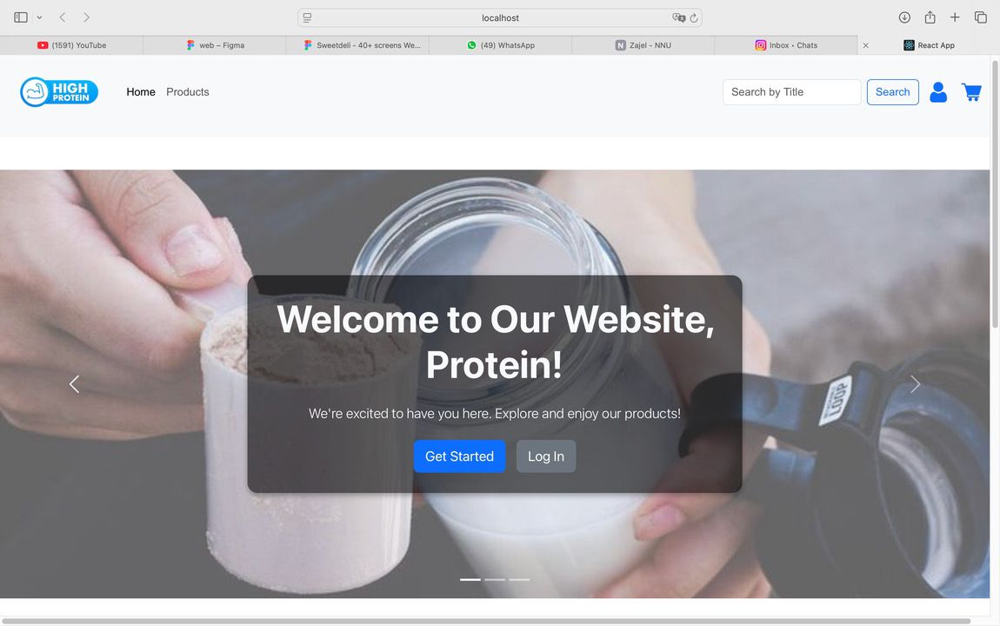 localhost
(1591) YouTube
web – Figma
Sweetdeli - 40+ screens We...
(49) WhatsApp
N Zajel - NNU
Inbox • Chats
React App
HIGH
PROTEIN
Home
Products
Search by Title
Search
Welcome to Our Website,
Protein!
We're excited to have you here. Explore and enjoy our products!
Get Started
Log In
LOOP